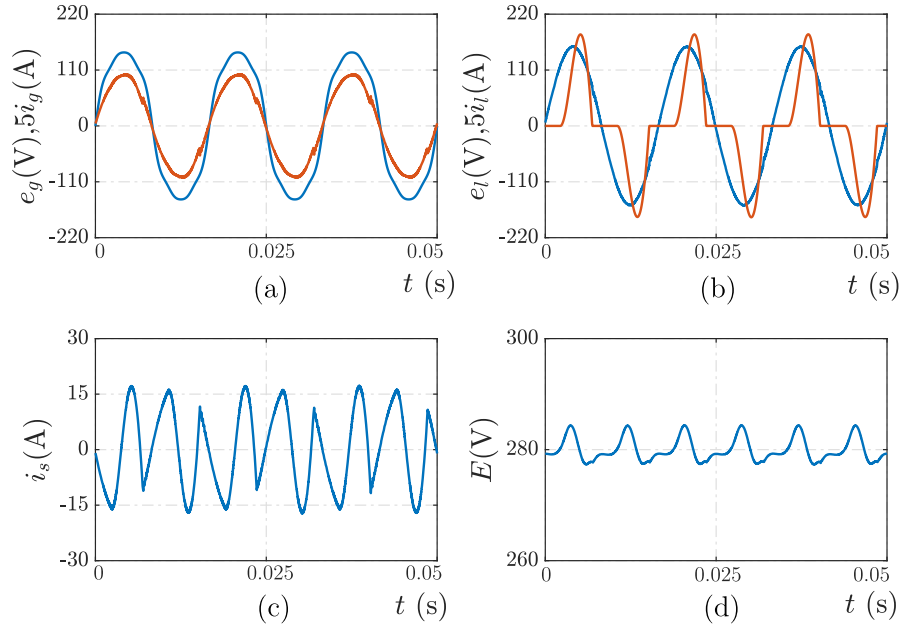 220
110
0
-110
-220
e_g(V),5i_g(A)
0
0.025
0.05
t (s)
(a)
220
110
0
-110
-220
e_l(V),5i_l(A)
0
0.025
0.05
t (s)
(b)
30
15
0
-15
-30
i_s(A)
0
0.025
0.05
t (s)
(c)
300
280
260
E(V)
0
0.025
0.05
t (s)
(d)